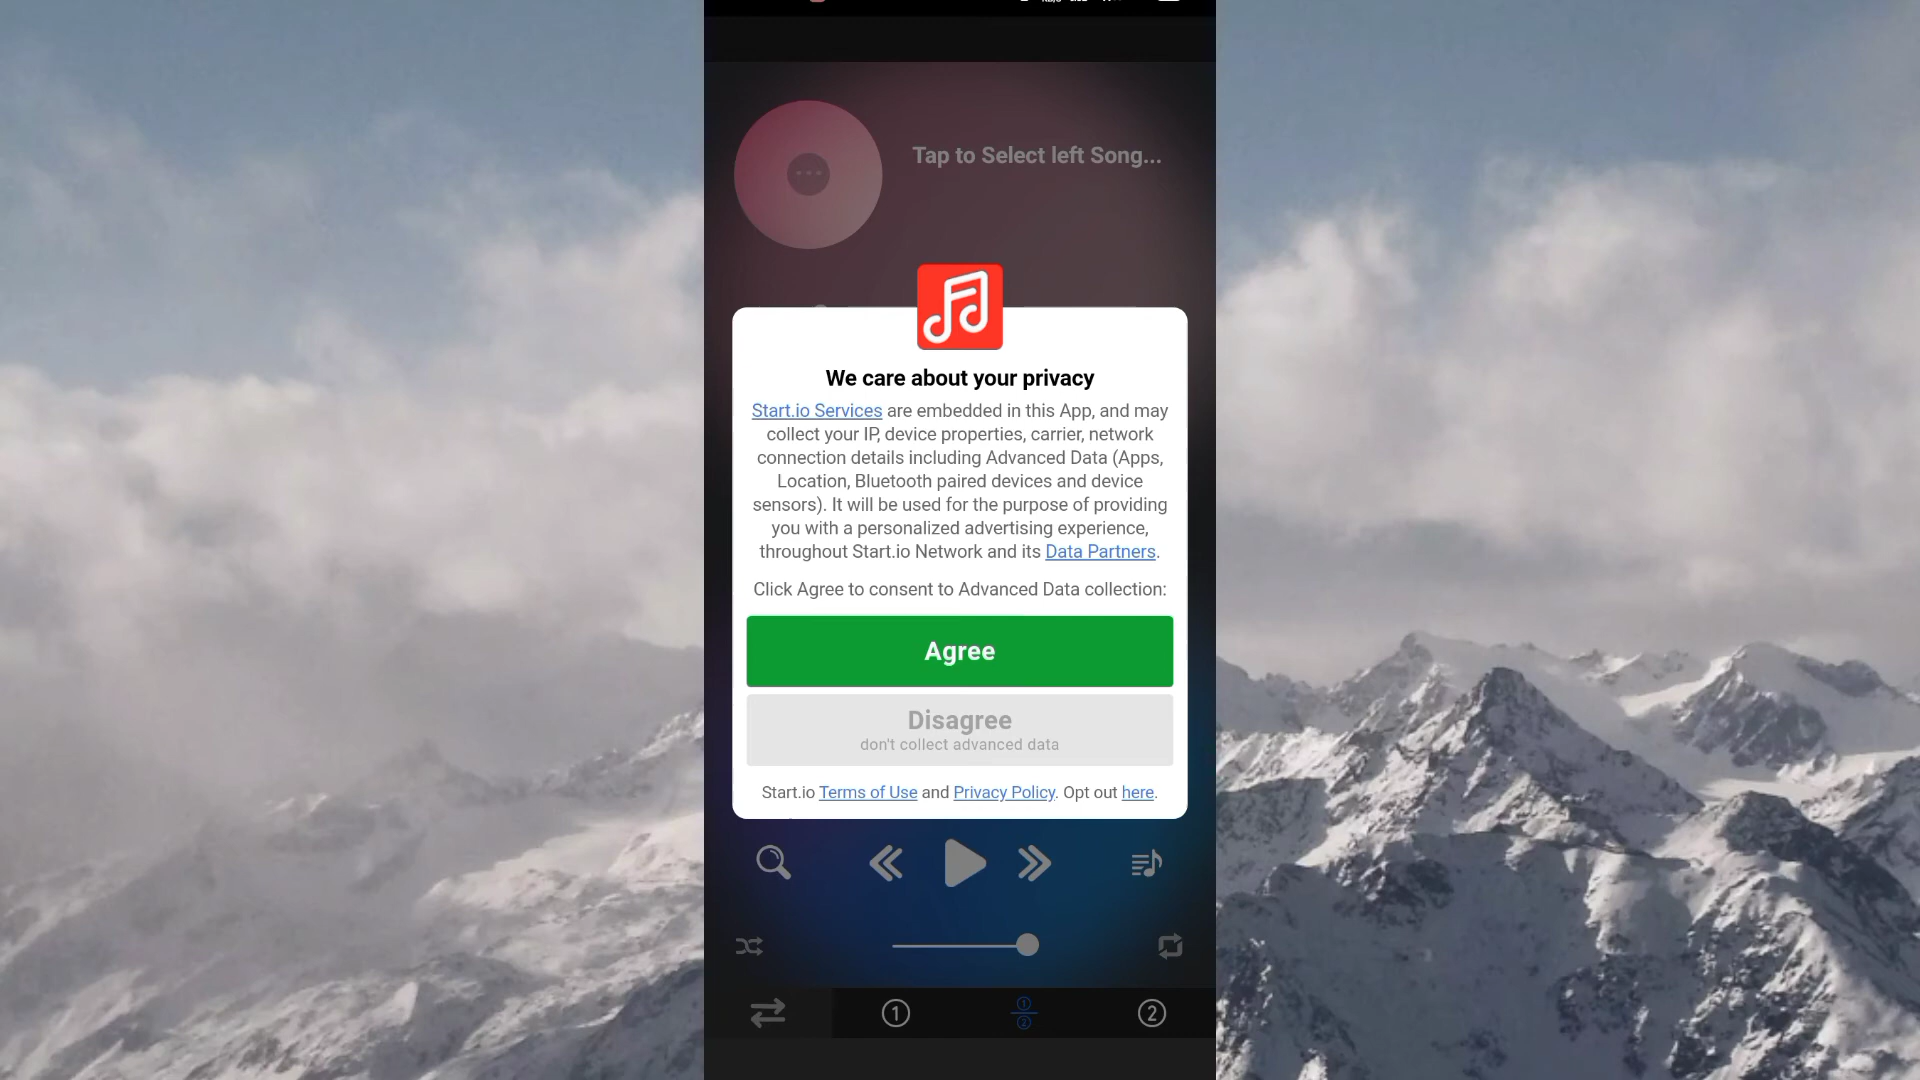 Tap to Select left Song...
We care about your privacy
Start.io Services are embedded in this App, and may
collect your IP, device properties, carrier, network
connection details including Advanced Data (Apps,
Location, Bluetooth paired devices and device
sensors). It will be used for the purpose of providing
you with a personalized advertising experience,
throughout Start.io Network and its Data Partners.
Click Agree to consent to Advanced Data collection:
Agree
Disagree
don't collect advanced data
Start.io Terms of Use and Privacy Policy. Opt out here.
1
1
2
2